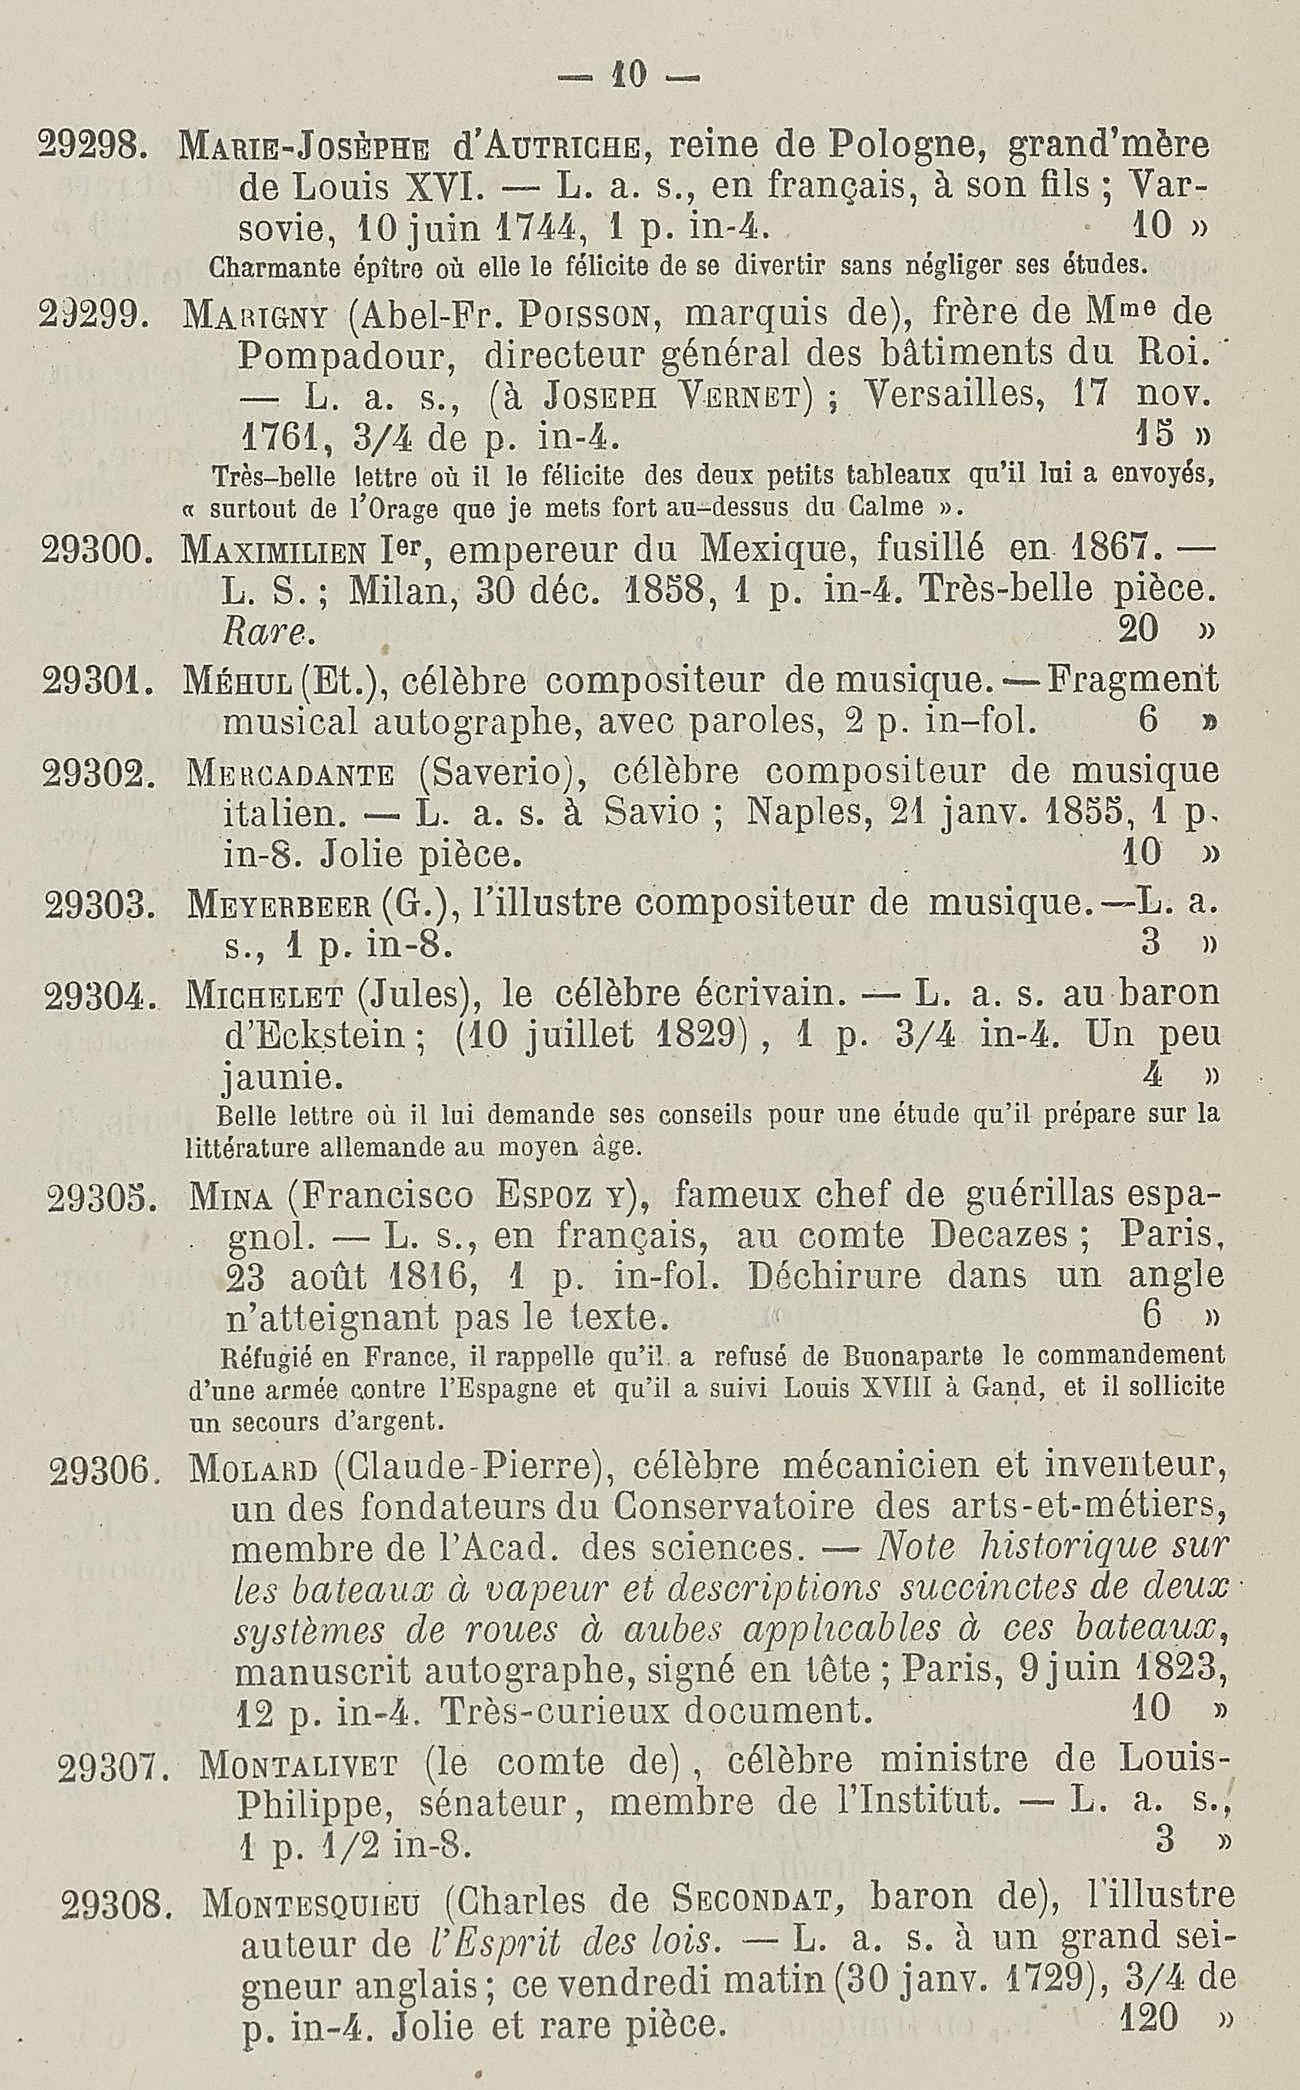 — 10 —
29298. MARIE-JOSÈPHE d'AUTRICHE, reine de Pologne, grand'mère
de Louis XVI. — L. a. s., en français, à son fils ; Var-
sovie, 10 juin 1744, 1 p. in-4. 10 »
Charmante épître où elle le félicite de se divertir sans négliger ses études.
29299. MARIGNY (Abel-Fr. POISSON, marquis de), frère de Mme de
Pompadour, directeur général des bâtiments du Roi.
— L. a. s., (à JOSEPH VERNET) ; Versailles, 17 nov.
1761, 3/4 de p. in-4. 15 »
Très-belle lettre où il le félicite des deux petits tableaux qu'il lui a envoyés,
« surtout de l'Orage que je mets fort au-dessus du Calme ».
29300. MAXIMILIEN Ier, empereur du Mexique, fusillé en 1867. —
L. S. ; Milan, 30 déc. 1858, 1 p. in-4. Très-belle pièce.
Rare. 20 »
29301. MÉHUL (Et.), célèbre compositeur de musique. — Fragment
musical autographe, avec paroles, 2 p. in-fol. 6 »
29302. MERCADANTE (Saverio), célèbre compositeur de musique
italien. — L. a. s. à Savio ; Naples, 21 janv. 1855, 1 p.
in-8. Jolie pièce. 10 »
29303. MEYERBEER (G.), l'illustre compositeur de musique. — L. a.
s., 1 p. in-8. 3 »
29304. MICHELET (Jules), le célèbre écrivain. — L. a. s. au baron
d'Eckstein ; (10 juillet 1829), 1 p. 3/4 in-4. Un peu
jaunie. 4 »
Belle lettre où il lui demande ses conseils pour une étude qu'il prépare sur la
littérature allemande au moyen âge.
29305. MINA (Francisco ESPOZ Y), fameux chef de guérillas espa-
gnol. — L. s., en français, au comte Decazes ; Paris,
23 août 1816, 1 p. in-fol. Déchirure dans un angle
n'atteignant pas le texte. 6 »
Réfugié en France, il rappelle qu'il a refusé de Buonaparte le commandement
d'une armée contre l'Espagne et qu'il a suivi Louis XVIII à Gand, et il sollicite
un secours d'argent.
29306. MOLARD (Claude-Pierre), célèbre mécanicien et inventeur,
un des fondateurs du Conservatoire des arts-et-métiers,
membre de l'Acad. des sciences. — Note historique sur
les bateaux à vapeur et descriptions succinctes de deux
systèmes de roues à aubes applicables à ces bateaux,
manuscrit autographe, signé en tête ; Paris, 9 juin 1823,
12 p. in-4. Très-curieux document. 10 »
29307. MONTALIVET (le comte de), célèbre ministre de Louis-
Philippe, sénateur, membre de l'Institut. — L. a. s.,
1 p. 1/2 in-8. 3 »
29308. MONTESQUIEU (Charles de SECONDAT, baron de), l'illustre
auteur de l'Esprit des lois. — L. a. s. à un grand sei-
gneur anglais ; ce vendredi matin (30 janv. 1729), 3/4 de
p. in-4. Jolie et rare pièce. 120 »